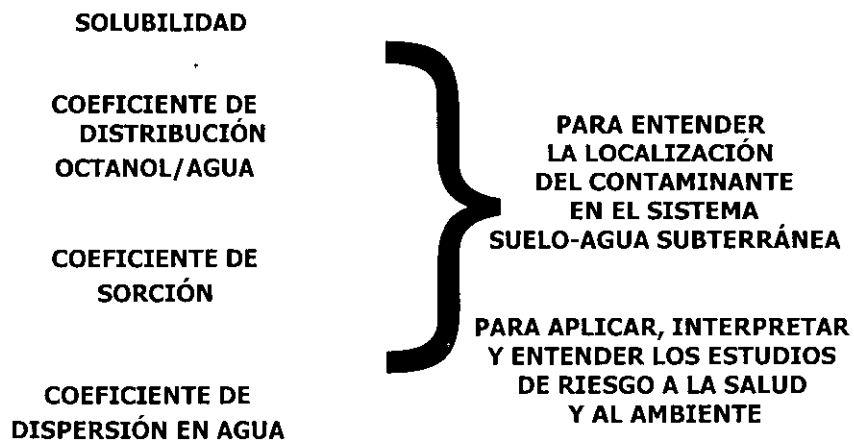 SOLUBILIDAD
COEFICIENTE DE
DISTRIBUCIÓN
OCTANOL/AGUA
COEFICIENTE DE
SORCIÓN
COEFICIENTE DE
DISPERSIÓN EN AGUA
PARA ENTENDER
LA LOCALIZACIÓN
DEL CONTAMINANTE
EN EL SISTEMA
SUELO-AGUA SUBTERRÁNEA
PARA APLICAR, INTERPRETAR
Y ENTENDER LOS ESTUDIOS
DE RIESGO A LA SALUD
Y AL AMBIENTE